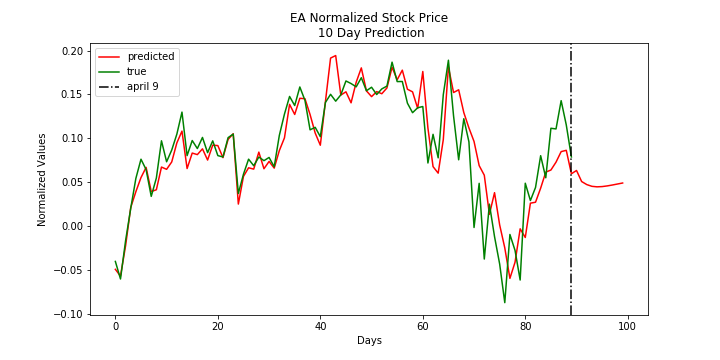 EA Normalized Stock Price
10 Day Prediction
predicted
true
april 9
Normalized Values
0.20
0.15
0.10
0.05
0.00
−0.05
−0.10
0
20
40
60
80
100
Days